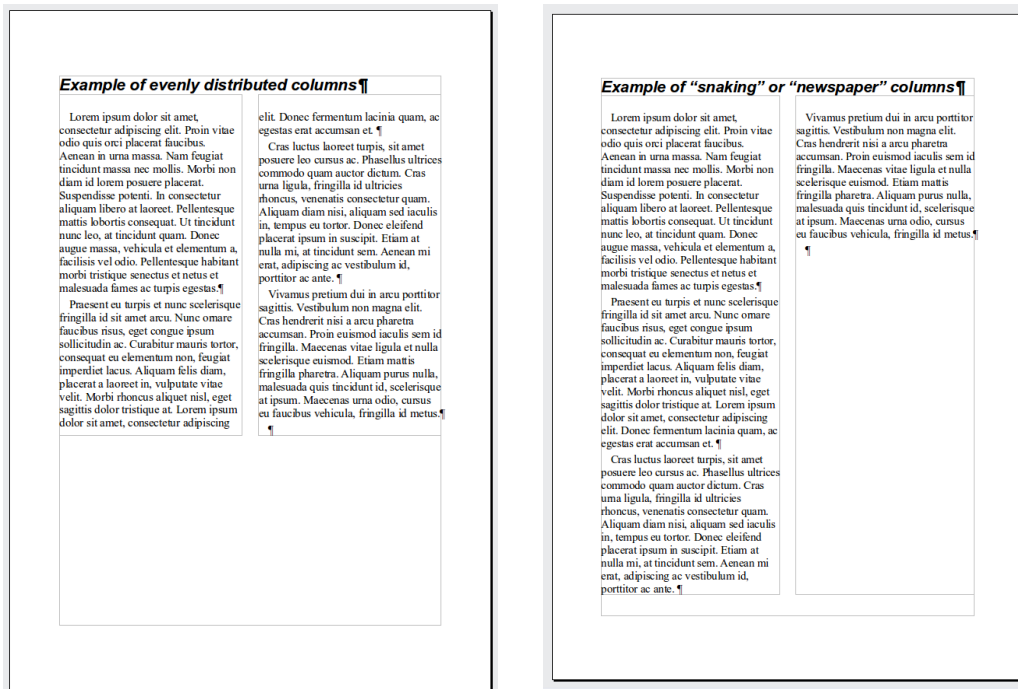 Example of evenly distributed columns¶
Lorem ipsum dolor sit amet,
consectetur adipiscing elit. Proin vitae
odio quis orci placerat faucibus.
Aenean in urna massa. Nam feugiat
tincidunt massa nec mollis. Morbi non
diam id lorem posuere placerat.
Suspendisse potenti. In consectetur
aliquam libero at laoreet. Pellentesque
mattis lobortis consequat. Ut tincidunt
nunc leo, at tincidunt quam. Donec
augue massa, vehicula et elementum a,
facilisis vel odio. Pellentesque habitant
morbi tristique senectus et netus et
malesuada fames ac turpis egestas.¶
Praesent eu turpis et nunc scelerisque
fringilla id sit amet arcu. Nunc ornare
faucibus risus, eget congue ipsum
sollicitudin ac. Curabitur mauris tortor,
consequat eu elementum non, feugiat
imperdiet lacus. Aliquam felis diam,
placerat a laoreet in, vulputate vitae
velit. Morbi rhoncus aliquet nisl, eget
sagittis dolor tristique at. Lorem ipsum
dolor sit amet, consectetur adipiscing
elit. Donec fermentum lacinia quam, ac
egestas erat accumsan et. ¶
Cras luctus laoreet turpis, sit amet
posuere leo cursus ac. Phasellus ultrices
commodo quam auctor dictum. Cras
urna ligula, fringilla id ultricies
rhoncus, venenatis consectetur quam.
Aliquam diam nisi, aliquam sed iaculis
in, tempus eu tortor. Donec eleifend
placerat ipsum in suscipit. Etiam at
nulla mi, at tincidunt sem. Aenean mi
erat, adipiscing ac vestibulum id,
porttitor ac ante. ¶
Vivamus pretium dui in arcu porttitor
sagittis. Vestibulum non magna elit.
Cras hendrerit nisi a arcu pharetra
accumsan. Proin euismod iaculis sem id
fringilla. Maecenas vitae ligula et nulla
scelerisque euismod. Etiam mattis
fringilla pharetra. Aliquam purus nulla,
malesuada quis tincidunt id, scelerisque
at ipsum. Maecenas urna odio, cursus
eu faucibus vehicula, fringilla id metus.¶
¶
Example of “snaking” or “newspaper” columns¶
Lorem ipsum dolor sit amet,
consectetur adipiscing elit. Proin vitae
odio quis orci placerat faucibus.
Aenean in urna massa. Nam feugiat
tincidunt massa nec mollis. Morbi non
diam id lorem posuere placerat.
Suspendisse potenti. In consectetur
aliquam libero at laoreet. Pellentesque
mattis lobortis consequat. Ut tincidunt
nunc leo, at tincidunt quam. Donec
augue massa, vehicula et elementum a,
facilisis vel odio. Pellentesque habitant
morbi tristique senectus et netus et
malesuada fames ac turpis egestas.¶
Praesent eu turpis et nunc scelerisque
fringilla id sit amet arcu. Nunc ornare
faucibus risus, eget congue ipsum
sollicitudin ac. Curabitur mauris tortor,
consequat eu elementum non, feugiat
imperdiet lacus. Aliquam felis diam,
placerat a laoreet in, vulputate vitae
velit. Morbi rhoncus aliquet nisl, eget
sagittis dolor tristique at. Lorem ipsum
dolor sit amet, consectetur adipiscing
elit. Donec fermentum lacinia quam, ac
egestas erat accumsan et. ¶
Cras luctus laoreet turpis, sit amet
posuere leo cursus ac. Phasellus ultrices
commodo quam auctor dictum. Cras
urna ligula, fringilla id ultricies
rhoncus, venenatis consectetur quam.
Aliquam diam nisi, aliquam sed iaculis
in, tempus eu tortor. Donec eleifend
placerat ipsum in suscipit. Etiam at
nulla mi, at tincidunt sem. Aenean mi
erat, adipiscing ac vestibulum id,
porttitor ac ante. ¶
Vivamus pretium dui in arcu porttitor
sagittis. Vestibulum non magna elit.
Cras hendrerit nisi a arcu pharetra
accumsan. Proin euismod iaculis sem id
fringilla. Maecenas vitae ligula et nulla
scelerisque euismod. Etiam mattis
fringilla pharetra. Aliquam purus nulla,
malesuada quis tincidunt id, scelerisque
at ipsum. Maecenas urna odio, cursus
eu faucibus vehicula, fringilla id metus.¶
¶